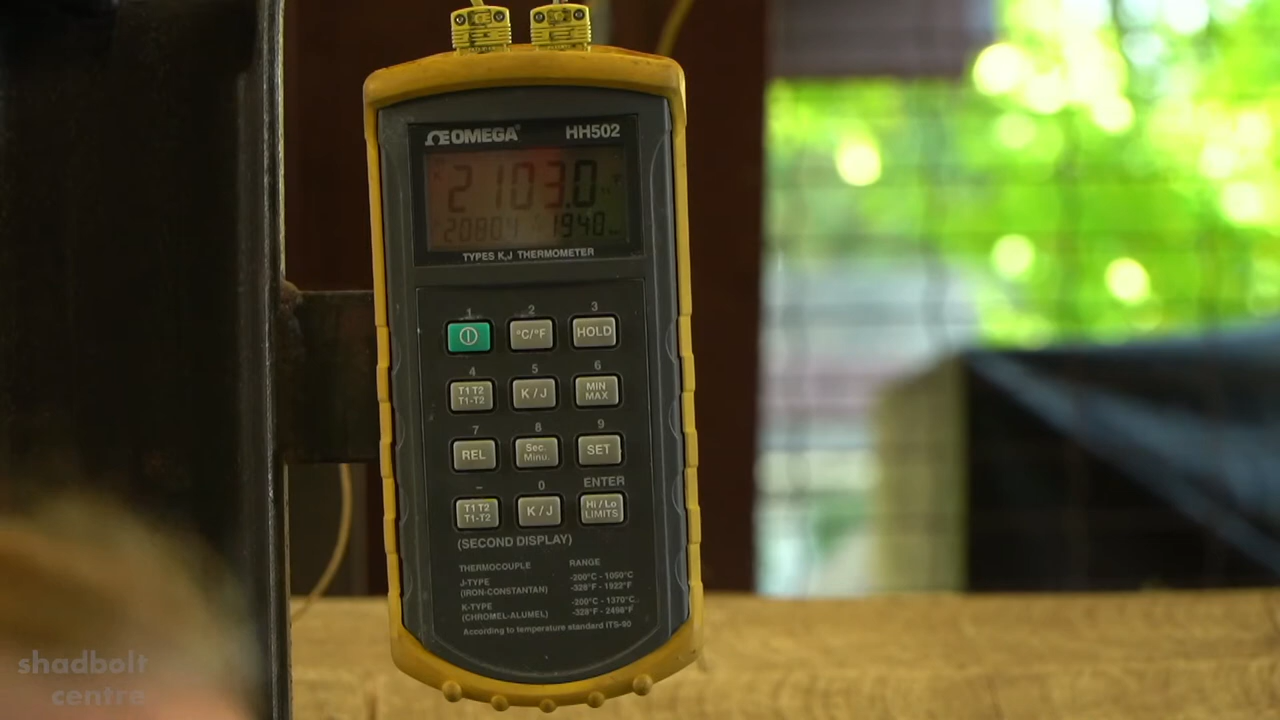 OMEGA® HH502
2103.0
2080.1 1940
TYPES K,J THERMOMETER
1 2 3
°C/°F HOLD
4 5 6
T1 T2 K / J MIN
T1-T2 MAX
7 8 9
REL Sec. SET
Minu.
– 0 ENTER
T1 T2 K / J Hi / Lo
T1-T2 LIMITS
(SECOND DISPLAY)
THERMOCOUPLE RANGE
J-TYPE -200°C - 1050°C
(IRON-CONSTANTAN) -328°F - 1922°F
K-TYPE -200°C - 1370°C
(CHROMEL-ALUMEL) -328°F - 2498°F
According to temperature standard ITS-90
shadbolt
centre